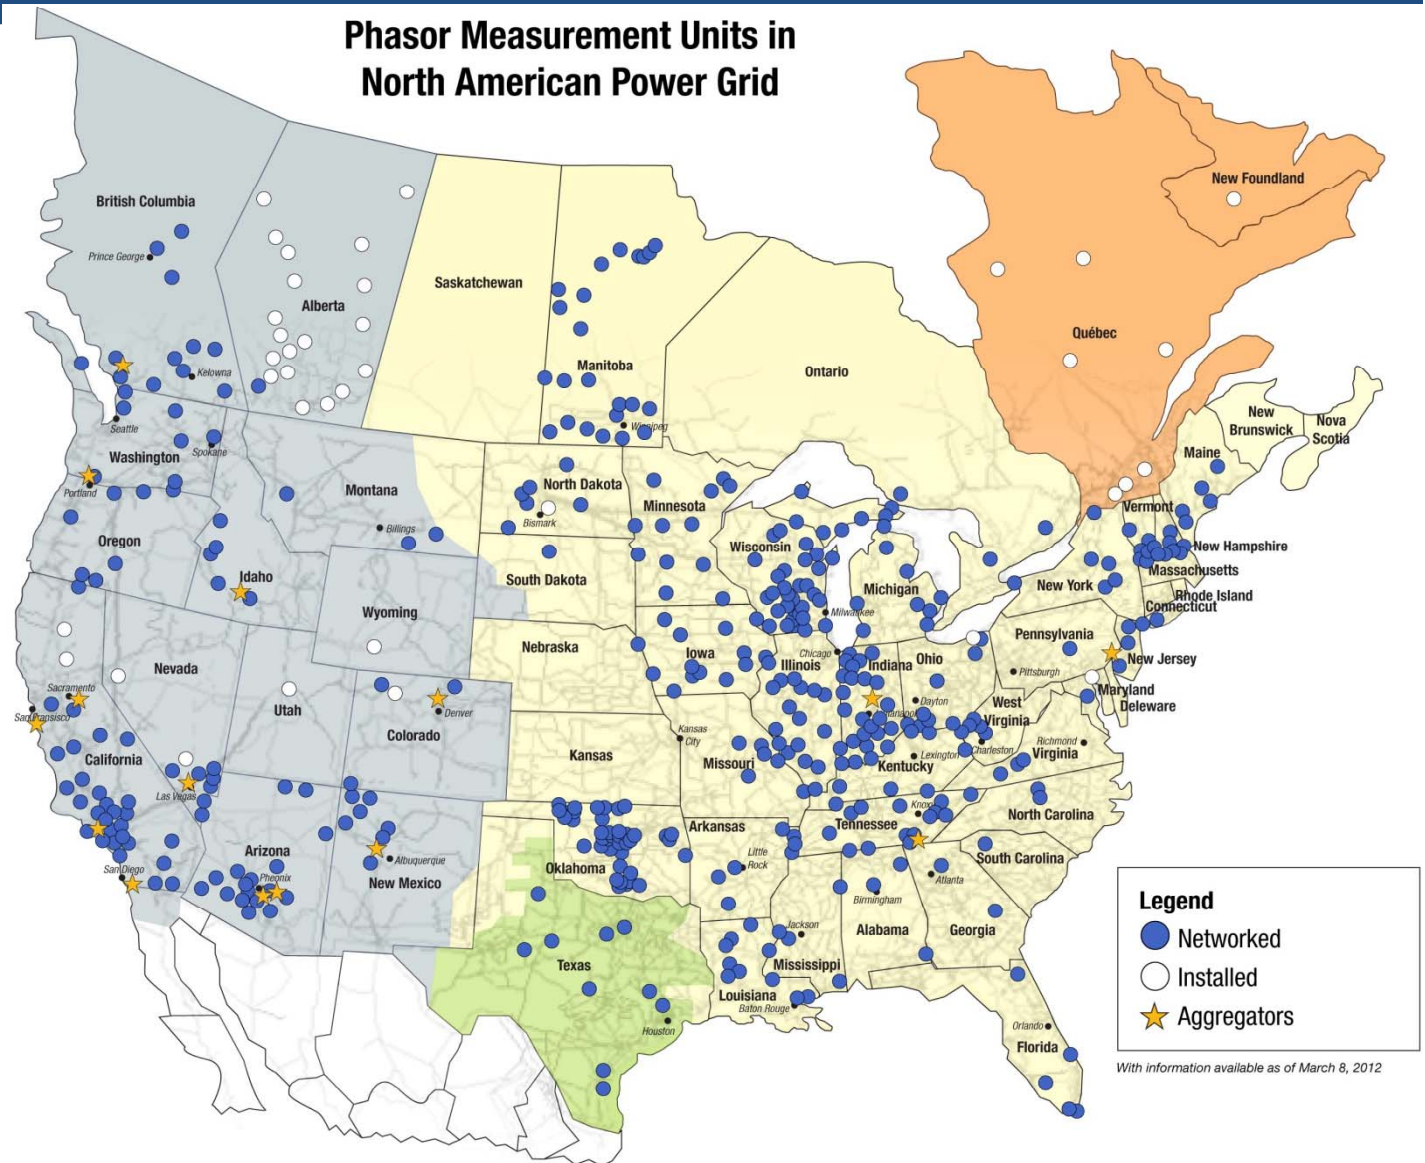 Phasor Measurement Units in
North American Power Grid
New Foundland
British Columbia
Prince George
Saskatchewan
Alberta
Québec
Manitoba
Ontario
Kelowna
New
Brunswick
Nova
Scotia
Winnipeg
Seattle
Spokane
Washington
Maine
Portland
Montana
North Dakota
Minnesota
Vermont
Billings
Bismark
Oregon
Wisconsin
New Hampshire
Massachusetts
Idaho
South Dakota
Michigan
New York
Rhode Island
Connecticut
Wyoming
Milwaukee
Pennsylvania
Nebraska
Iowa
Chicago
Illinois
Indiana
Ohio
New Jersey
Nevada
Pittsburgh
Sacramento
Maryland
Deleware
Utah
Dayton
West
Virginia
San Fransisco
Denver
Colorado
Kansas
City
Richmond
Virginia
California
Kansas
Missouri
Lexington
Charleston
Kentucky
Las Vegas
North Carolina
Arkansas
Tennessee
Arizona
Little
Rock
South Carolina
Albuquerque
San Diego
Pheonix
Oklahoma
Atlanta
New Mexico
Birmingham
Legend
Networked
Installed
Aggregators
Jackson
Alabama
Georgia
Texas
Mississippi
Louisiana
Baton Rouge
Houston
Orlando
Florida
With information available as of March 8, 2012